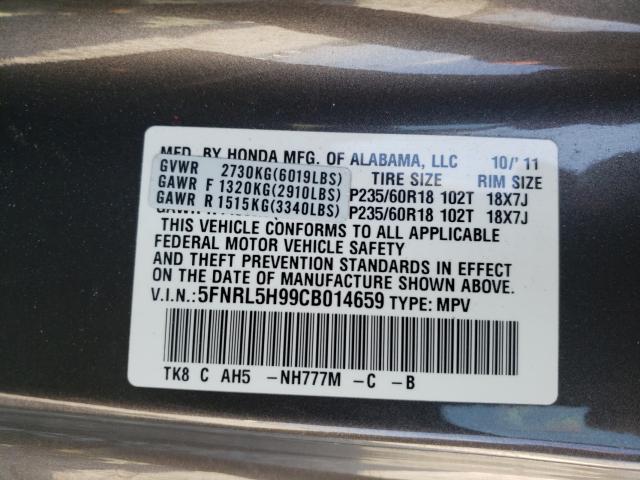 MFD. BY HONDA MFG. OF ALABAMA, LLC 10/'11
GVWR 2730KG(6019LBS) TIRE SIZE RIM SIZE
GAWR F 1320KG(2910LBS) P235/60R18 102T 18X7J
GAWR R 1515KG(3340LBS) P235/60R18 102T 18X7J
THIS VEHICLE CONFORMS TO ALL APPLICABLE
FEDERAL MOTOR VEHICLE SAFETY
AND THEFT PREVENTION STANDARDS IN EFFECT
ON THE DATE OF MANUFACTURE SHOWN ABOVE.
V.I.N.:5FNRL5H99CB014659 TYPE: MPV
TK8 C AH5 -NH777M -C -B